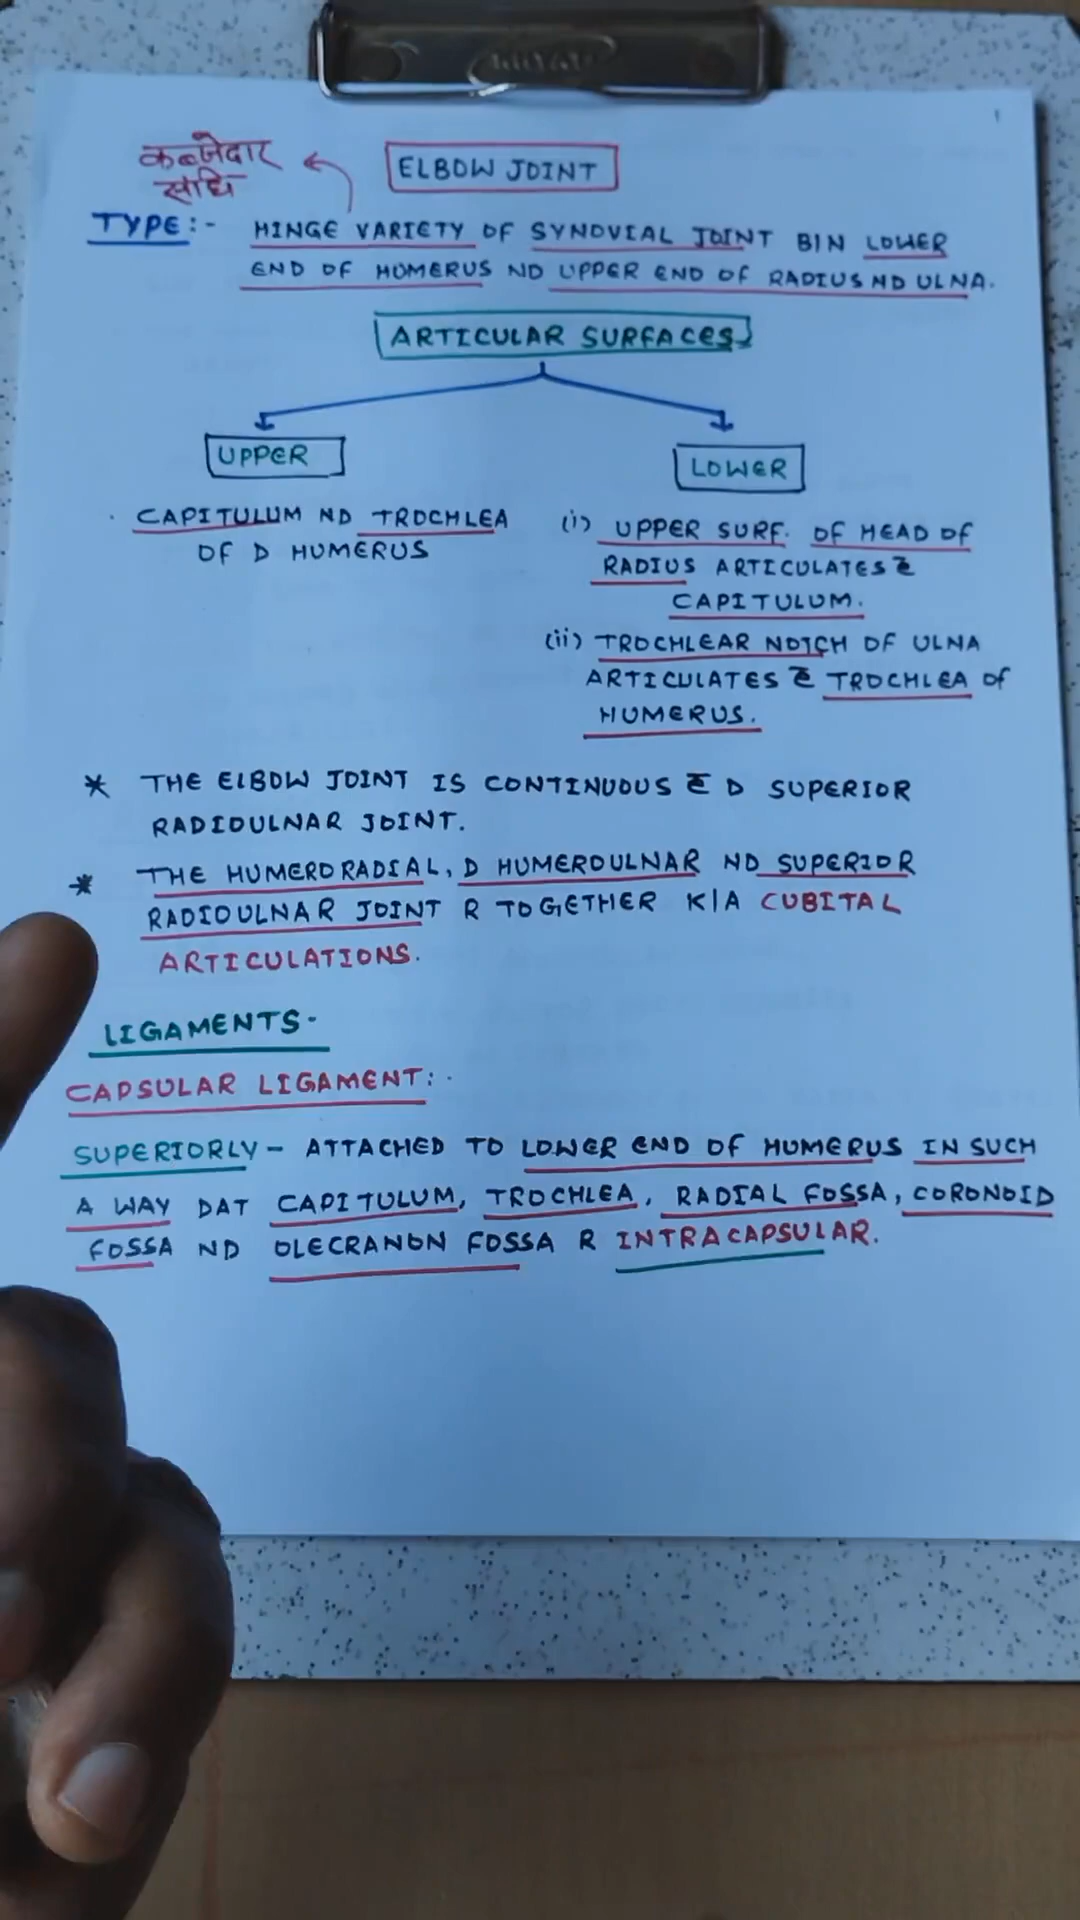 कब्जेदार
संधि
ELBOW JOINT
TYPE:- HINGE VARIETY OF SYNOVIAL JOINT BIN LOWER
END OF HUMERUS ND UPPER END OF RADIUS ND ULNA.
ARTICULAR SURFACES
UPPER
LOWER
CAPITULUM ND TROCHLEA
OF D HUMERUS
(i) UPPER SURF. OF HEAD OF
RADIUS ARTICULATES c̄
CAPITULUM.
(ii) TROCHLEAR NOTCH OF ULNA
ARTICULATES c̄ TROCHLEA OF
HUMERUS.
* THE ELBOW JOINT IS CONTINUOUS c̄ D SUPERIOR
RADIOULNAR JOINT.
* THE HUMERORADIAL, D HUMEROULNAR ND SUPERIOR
RADIOULNAR JOINT R TOGETHER K/A CUBITAL
ARTICULATIONS.
LIGAMENTS-
CAPSULAR LIGAMENT:-
SUPERIORLY - ATTACHED TO LOWER END OF HUMERUS IN SUCH
A WAY DAT CAPITULUM, TROCHLEA, RADIAL FOSSA, CORONOID
FOSSA ND OLECRANON FOSSA R INTRACAPSULAR.